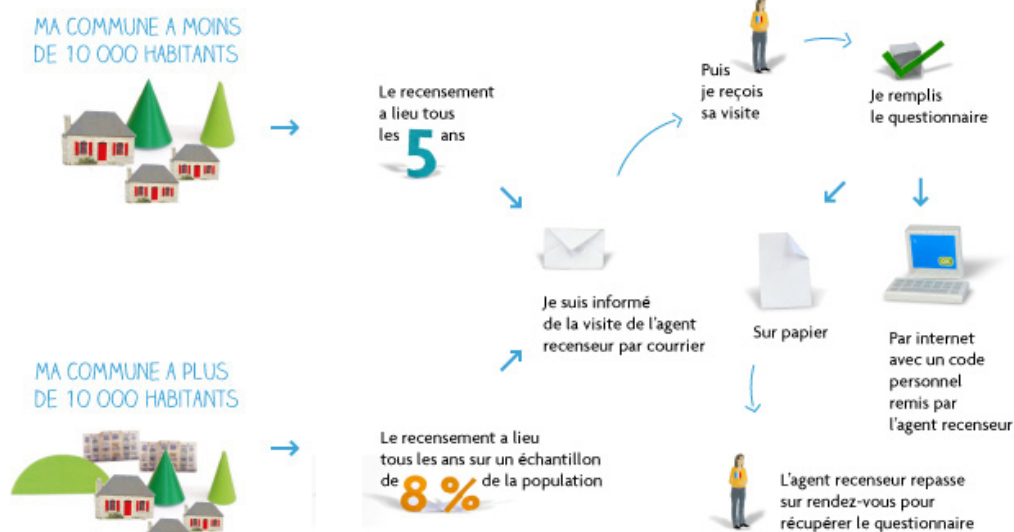 MA COMMUNE A MOINS
DE 10 000 HABITANTS
Le recensement
a lieu tous
les 5 ans
Je suis informé
de la visite de l'agent
recenseur par courrier
Puis
je reçois
sa visite
Je remplis
le questionnaire
Sur papier
Par internet
avec un code
personnel
remis par
l'agent recenseur
MA COMMUNE A PLUS
DE 10 000 HABITANTS
Le recensement a lieu
tous les ans sur un échantillon
de 8 % de la population
L'agent recenseur repasse
sur rendez-vous pour
récupérer le questionnaire